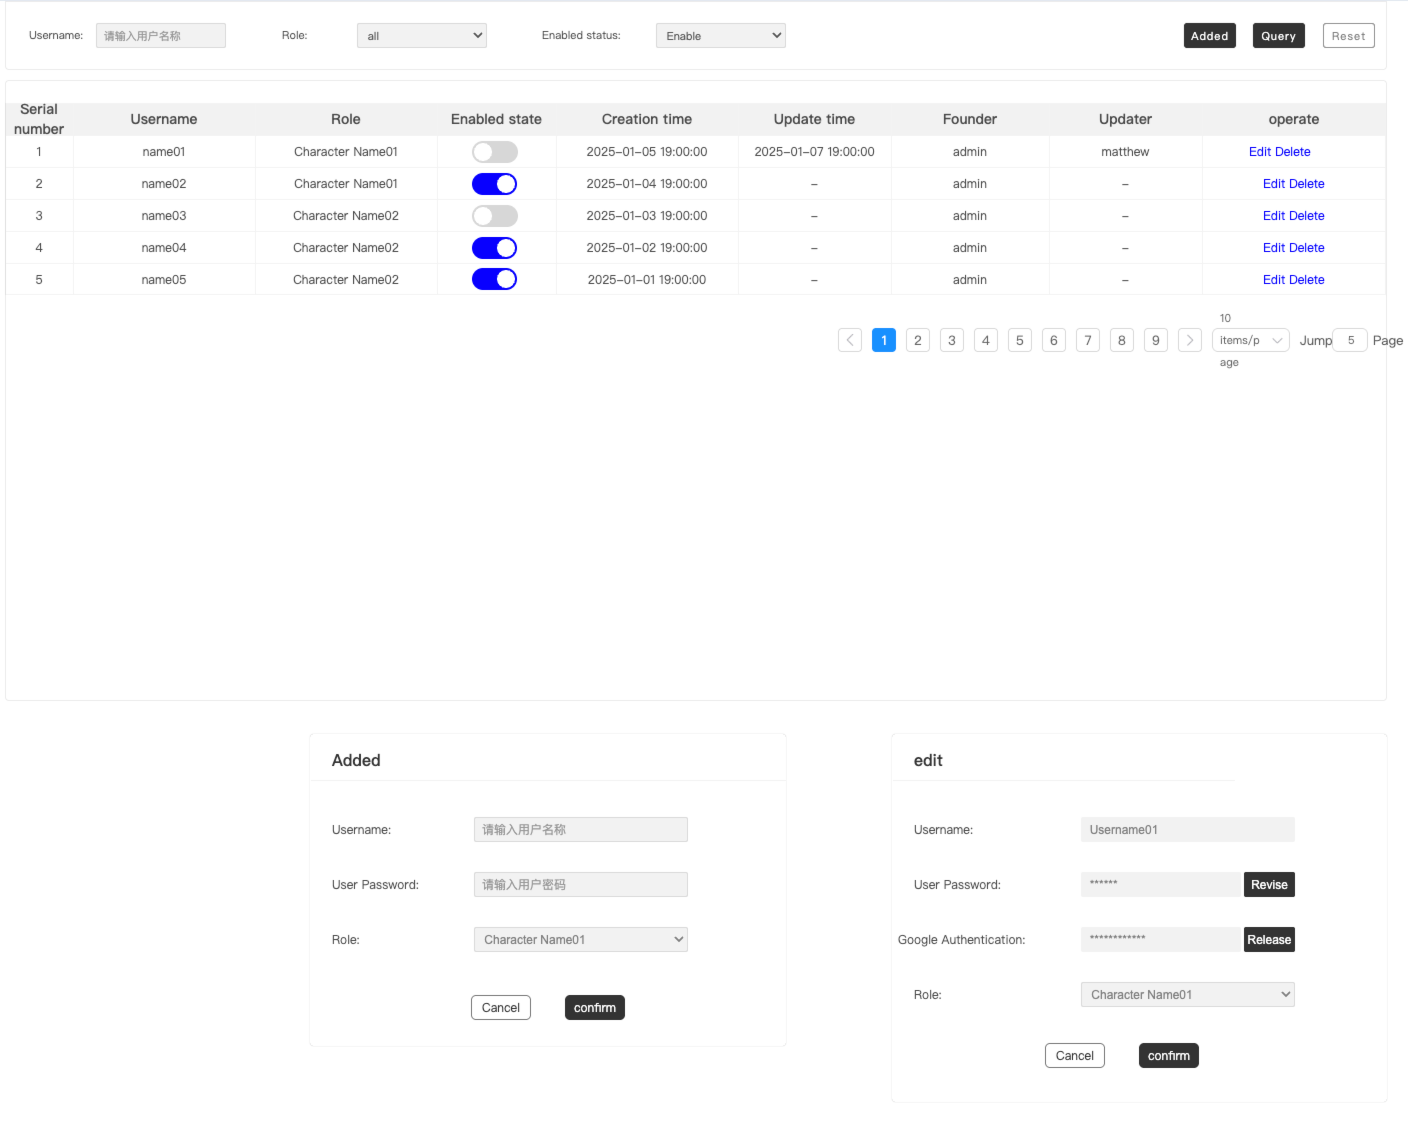 Username: 请输入用户名称 Role: all Enabled status: Enable Added Query Reset
Serial number Username Role Enabled state Creation time Update time Founder Updater operate
1 name01 Character Name01 2025-01-05 19:00:00 2025-01-07 19:00:00 admin matthew Edit Delete
2 name02 Character Name01 2025-01-04 19:00:00 - admin - Edit Delete
3 name03 Character Name02 2025-01-03 19:00:00 - admin - Edit Delete
4 name04 Character Name02 2025-01-02 19:00:00 - admin - Edit Delete
5 name05 Character Name02 2025-01-01 19:00:00 - admin - Edit Delete
1 2 3 4 5 6 7 8 9 10 items/page Jump 5 Page
Added
Username: 请输入用户名称
User Password: 请输入用户密码
Role: Character Name01
Cancel confirm
edit
Username: Username01
User Password: ****** Revise
Google Authentication: ************ Release
Role: Character Name01
Cancel confirm